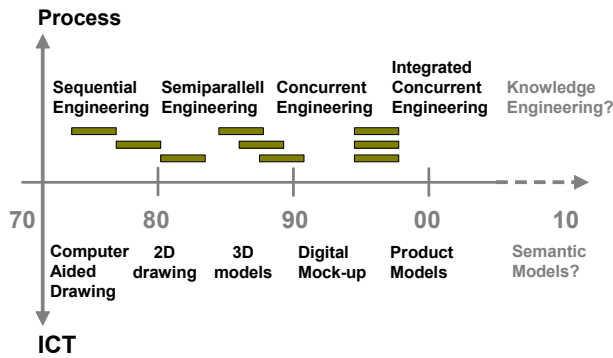 Process
Sequential
Engineering
Semiparallell
Engineering
Concurrent
Engineering
Integrated
Concurrent
Engineering
Knowledge
Engineering?
70
80
90
00
10
Computer
Aided
Drawing
2D
drawing
3D
models
Digital
Mock-up
Product
Models
Semantic
Models?
ICT